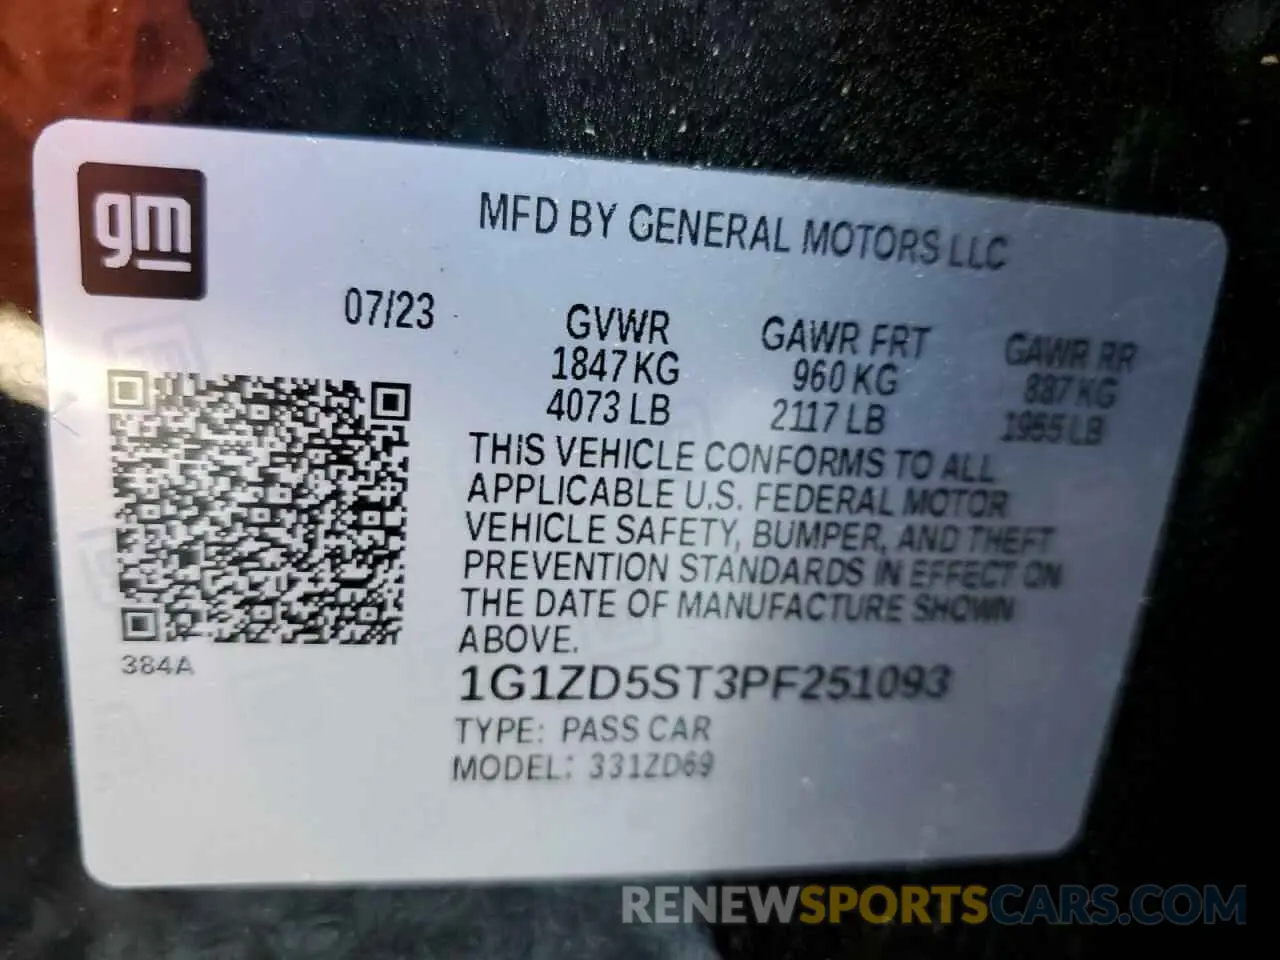 gm
MFD BY GENERAL MOTORS LLC
07/23
GVWR GAWR FRT GAWR RR
1847 KG 960 KG 887 KG
4073 LB 2117 LB 1955 LB
THIS VEHICLE CONFORMS TO ALL
APPLICABLE U.S. FEDERAL MOTOR
VEHICLE SAFETY, BUMPER, AND THEFT
PREVENTION STANDARDS IN EFFECT ON
THE DATE OF MANUFACTURE SHOWN
ABOVE.
384A
1G1ZD5ST3PF251093
TYPE: PASS CAR
MODEL: 331ZD69
RENEWSPORTSCARS.COM